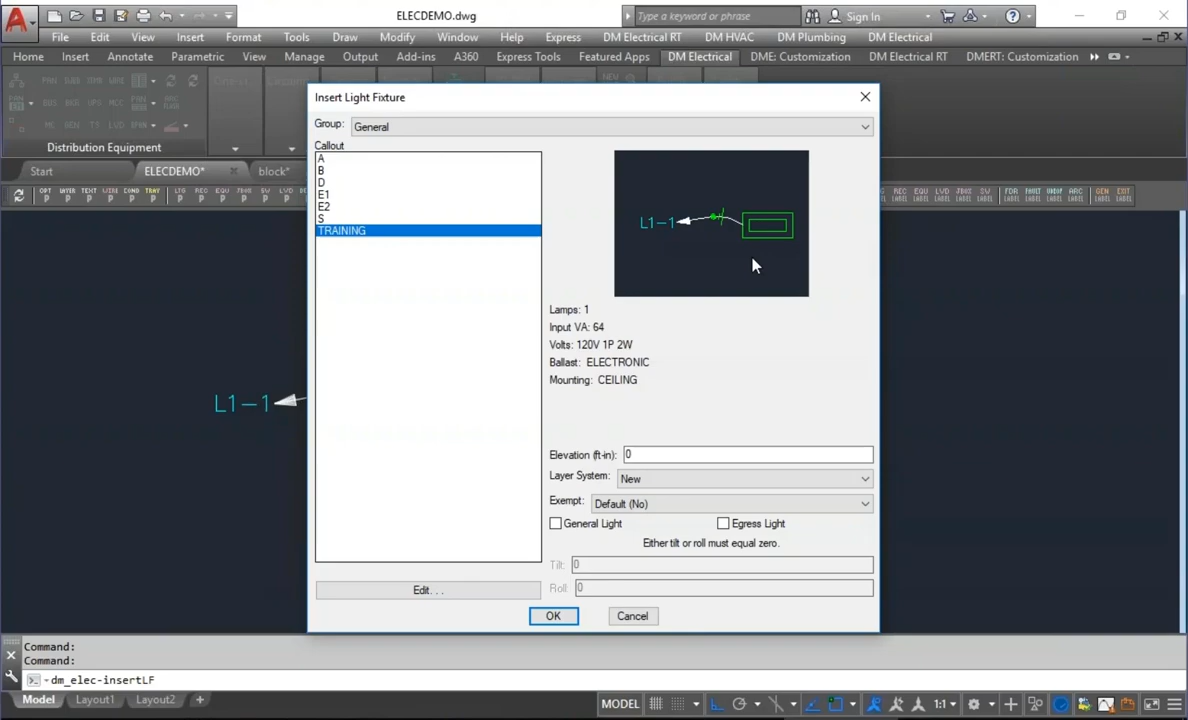 ELECDEMO.dwg
Type a keyword or phrase
Sign In
File Edit View Insert Format Tools Draw Modify Window Help Express DM Electrical RT DM HVAC DM Plumbing DM Electrical
Home Insert Annotate Parametric View Manage Output Add-ins A360 Express Tools Featured Apps DM Electrical DME: Customization DM Electrical RT DMERT: Customization
Distribution Equipment
Start ELECDEMO* block*
Insert Light Fixture
Group: General
Callout
A
B
D
E1
E2
S
TRAINING
L1-1
Lamps: 1
Input VA: 64
Volts: 120V 1P 2W
Ballast: ELECTRONIC
Mounting: CEILING
L1-1
Elevation (ft-in): 0
Layer System: New
Exempt: Default (No)
General Light Egress Light
Either tilt or roll must equal zero.
Tilt: 0
Roll: 0
Edit. . .
OK Cancel
Command:
Command:
dm_elec-insertLF
Model Layout1 Layout2 +
MODEL 1:1